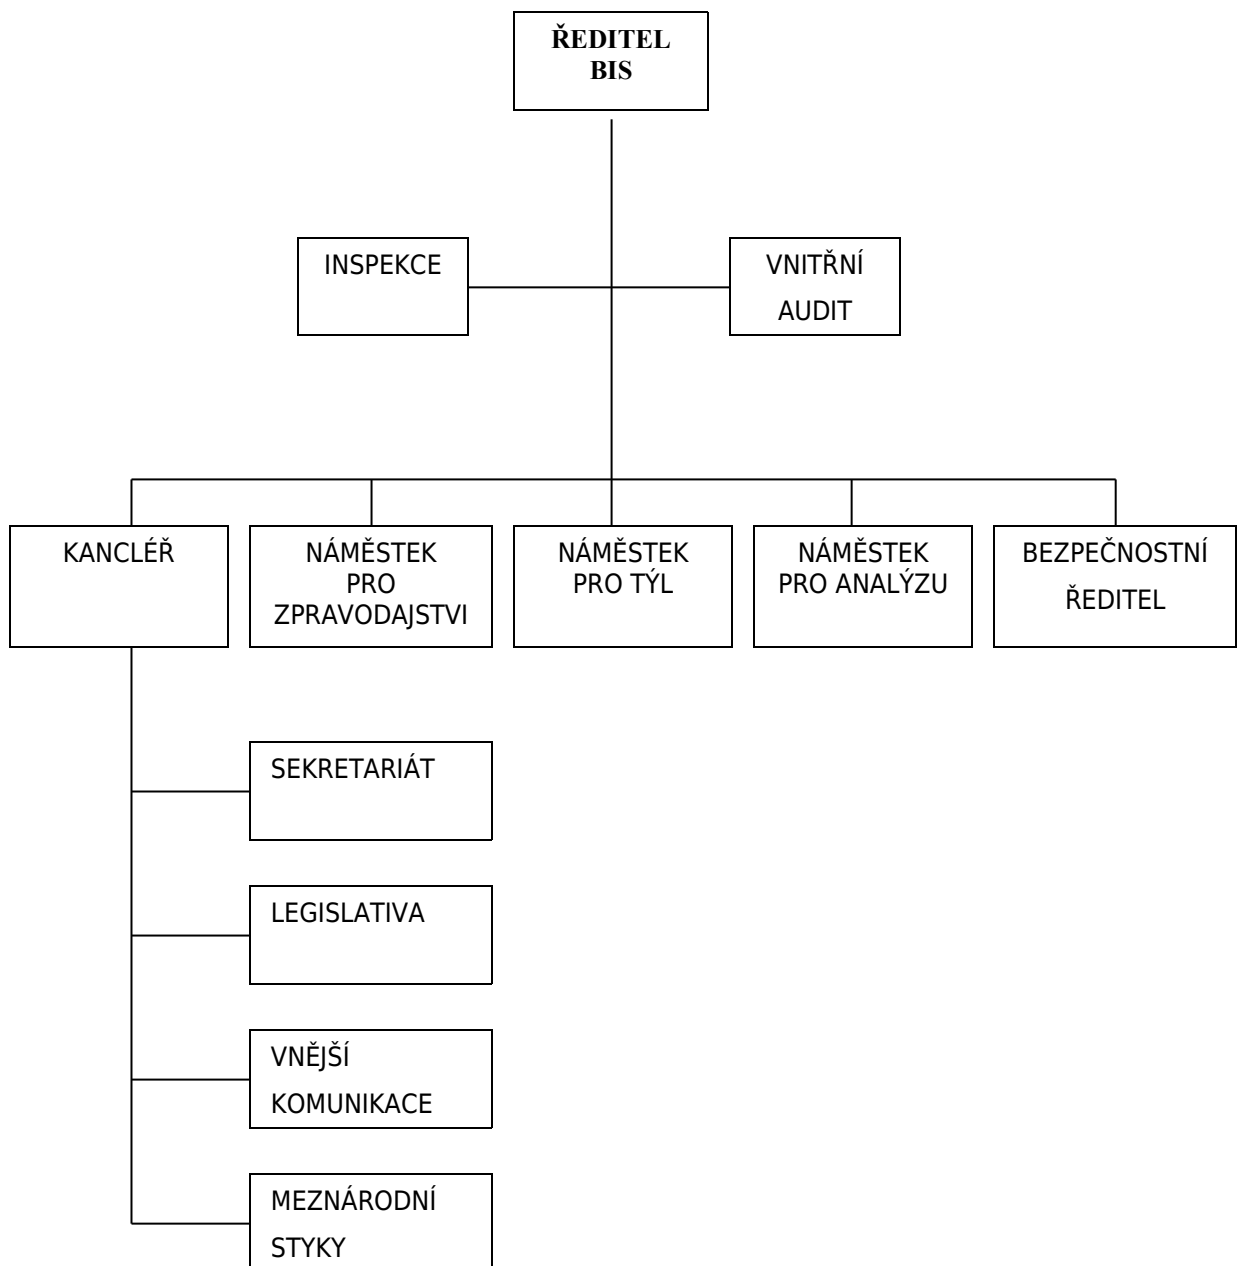 ŘEDITEL
BIS
INSPEKCE
VNITŘNÍ
AUDIT
KANCLÉŘ
NÁMĚSTEK
PRO
ZPRAVODAJSTVI
NÁMĚSTEK
PRO TÝL
NÁMĚSTEK
PRO ANALÝZU
BEZPEČNOSTNÍ
ŘEDITEL
SEKRETARIÁT
LEGISLATIVA
VNĚJŠÍ
KOMUNIKACE
MEZNÁRODNÍ
STYKY